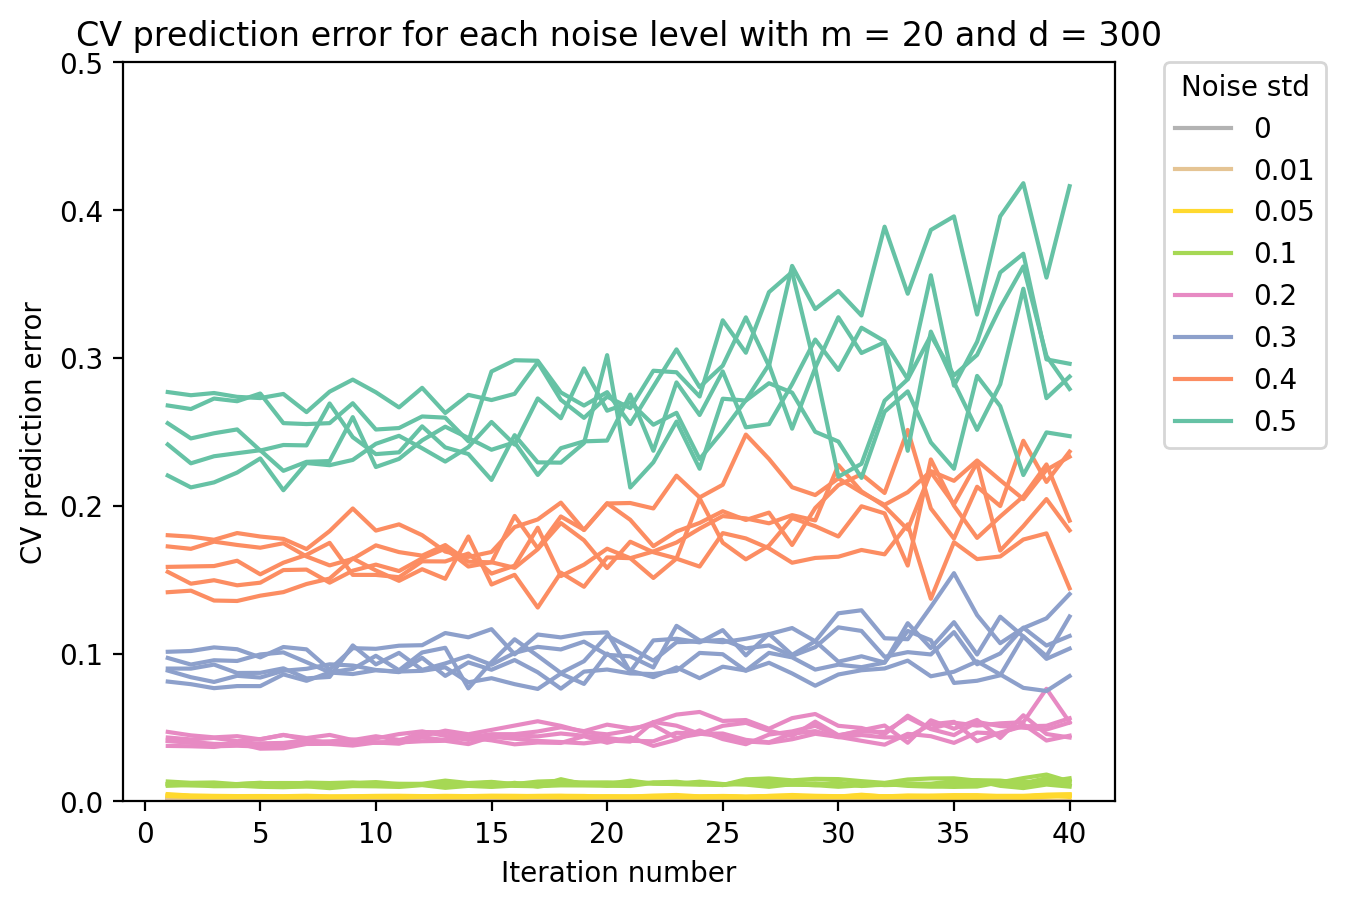 CV prediction error for each noise level with m = 20 and d = 300
0.5
0.4
0.3
0.2
0.1
0.0
CV prediction error
0 5 10 15 20 25 30 35 40
Iteration number
Noise std
0
0.01
0.05
0.1
0.2
0.3
0.4
0.5